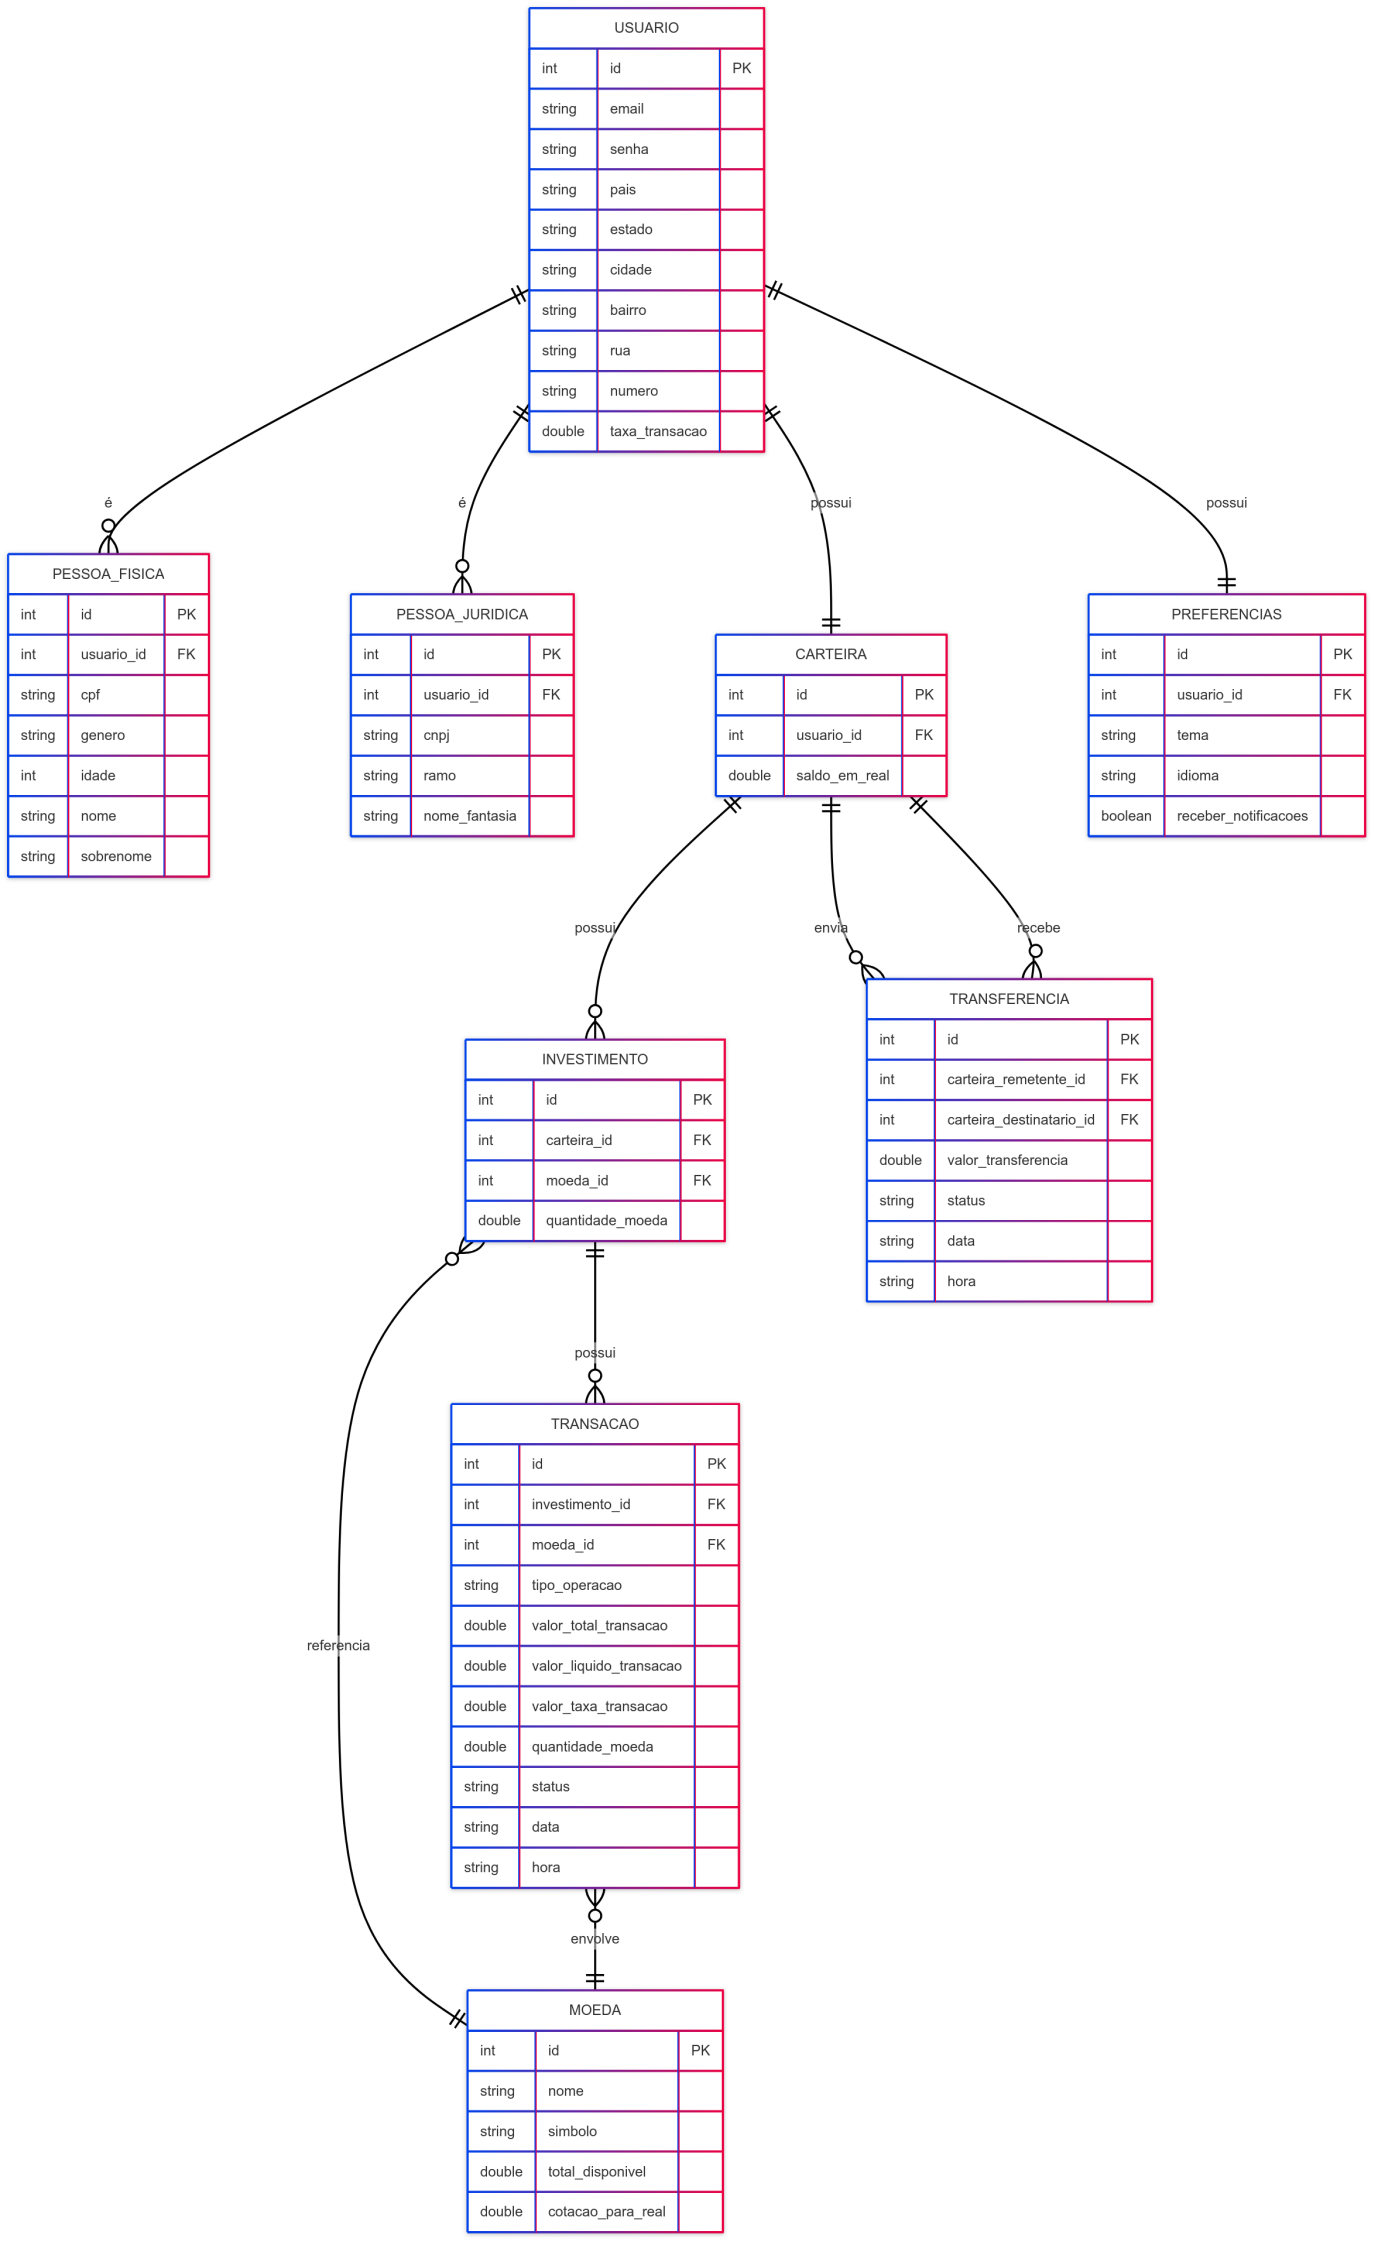 USUARIO
int id PK
string email
string senha
string pais
string estado
string cidade
string bairro
string rua
string numero
double taxa_transacao
é
é
possui
possui
PESSOA_FISICA
int id PK
int usuario_id FK
string cpf
string genero
int idade
string nome
string sobrenome
PESSOA_JURIDICA
int id PK
int usuario_id FK
string cnpj
string ramo
string nome_fantasia
CARTEIRA
int id PK
int usuario_id FK
double saldo_em_real
PREFERENCIAS
int id PK
int usuario_id FK
string tema
string idioma
boolean receber_notificacoes
possui
envia
recebe
INVESTIMENTO
int id PK
int carteira_id FK
int moeda_id FK
double quantidade_moeda
TRANSFERENCIA
int id PK
int carteira_remetente_id FK
int carteira_destinatario_id FK
double valor_transferencia
string status
string data
string hora
possui
TRANSACAO
int id PK
int investimento_id FK
int moeda_id FK
string tipo_operacao
double valor_total_transacao
double valor_liquido_transacao
double valor_taxa_transacao
double quantidade_moeda
string status
string data
string hora
referencia
envolve
MOEDA
int id PK
string nome
string simbolo
double total_disponivel
double cotacao_para_real